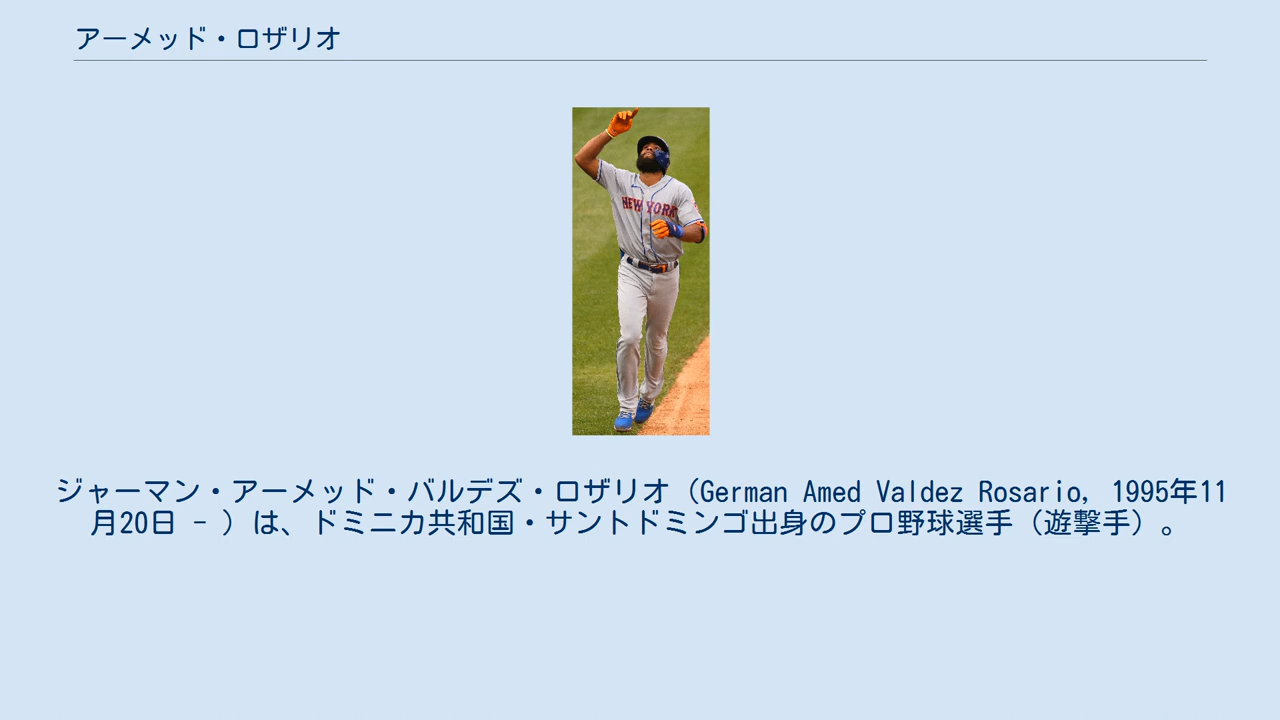 アーメッド・ロザリオ
NEW YORK
ジャーマン・アーメッド・バルデズ・ロザリオ（German Amed Valdez Rosario, 1995年11
月20日 - ）は、ドミニカ共和国・サントドミンゴ出身のプロ野球選手（遊撃手）。